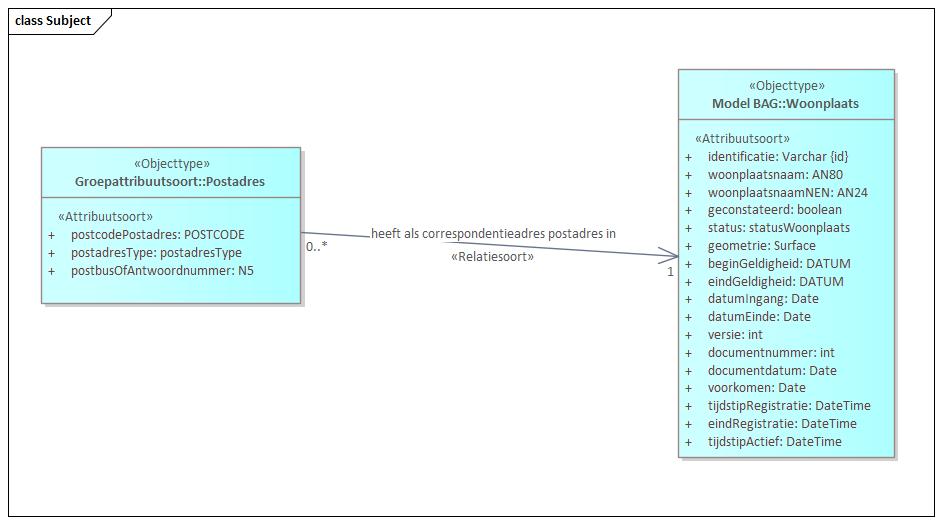 class Subject
«Objecttype»
Groepattribuutsoort::Postadres
«Attribuutsoort»
+ postcodePostadres: POSTCODE
+ postadresType: postadresType
+ postbusOfAntwoordnummer: N5
0..*
heeft als correspondentieadres postadres in
«Relatiesoort»
1
«Objecttype»
Model BAG::Woonplaats
«Attribuutsoort»
+ identificatie: Varchar {id}
+ woonplaatsnaam: AN80
+ woonplaatsnaamNEN: AN24
+ geconstateerd: boolean
+ status: statusWoonplaats
+ geometrie: Surface
+ beginGeldigheid: DATUM
+ eindGeldigheid: DATUM
+ datumIngang: Date
+ datumEinde: Date
+ versie: int
+ documentnummer: int
+ documentdatum: Date
+ voorkomen: Date
+ tijdstipRegistratie: DateTime
+ eindRegistratie: DateTime
+ tijdstipActief: DateTime